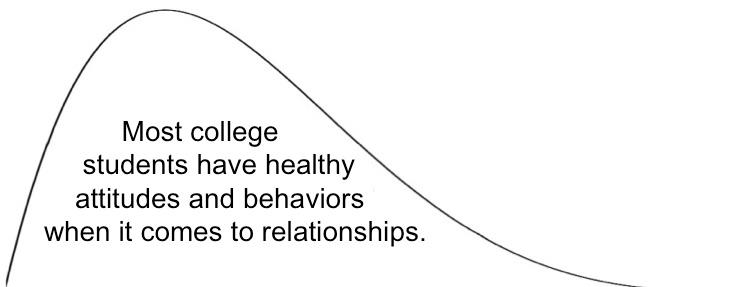 Most college
students have healthy
attitudes and behaviors
when it comes to relationships.